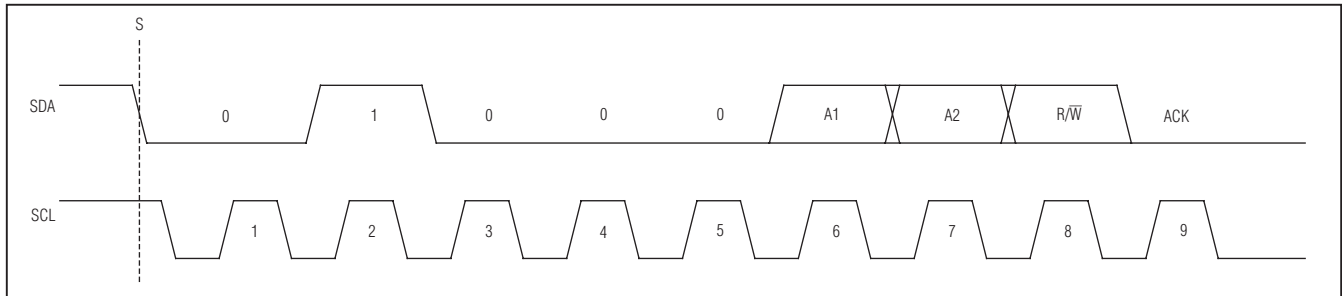 S
SDA 0 1 0 0 0 A1 A2 R/W̅ ACK
SCL 1 2 3 4 5 6 7 8 9